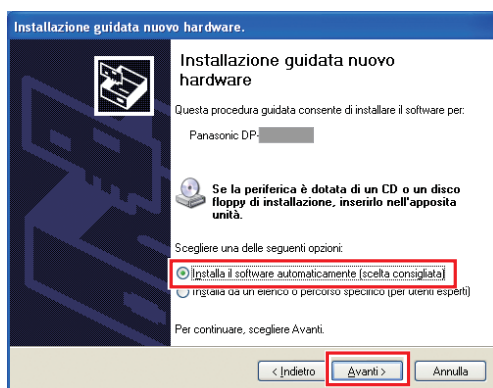 Installazione guidata nuovo hardware.
Installazione guidata nuovo
hardware
Questa procedura guidata consente di installare il software per:
Panasonic DP-
Se la periferica è dotata di un CD o un disco
floppy di installazione, inserirlo nell'apposita
unità.
Scegliere una delle seguenti opzioni:
Installa il software automaticamente (scelta consigliata)
Installa da un elenco o percorso specifico (per utenti esperti)
Per continuare, scegliere Avanti.
< Indietro Avanti > Annulla